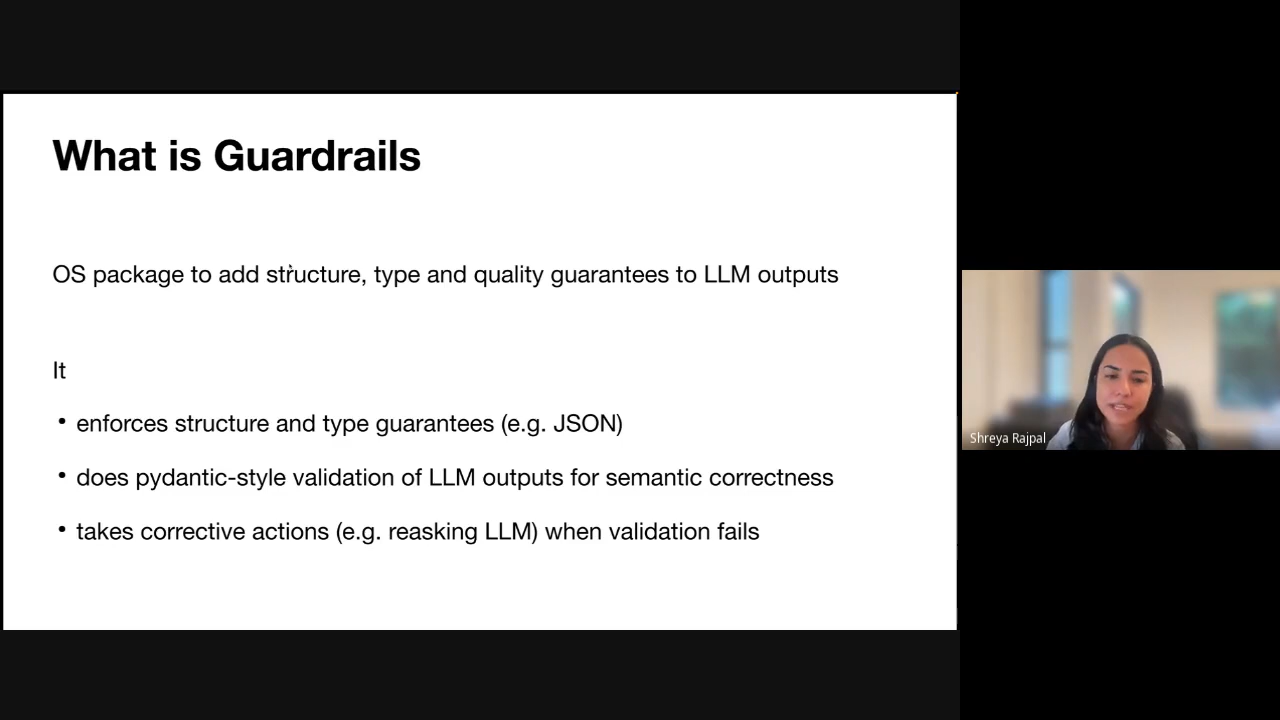 What is Guardrails
OS package to add structure, type and quality guarantees to LLM outputs
It
• enforces structure and type guarantees (e.g. JSON)
• does pydantic-style validation of LLM outputs for semantic correctness
• takes corrective actions (e.g. reasking LLM) when validation fails
Shreya Rajpal